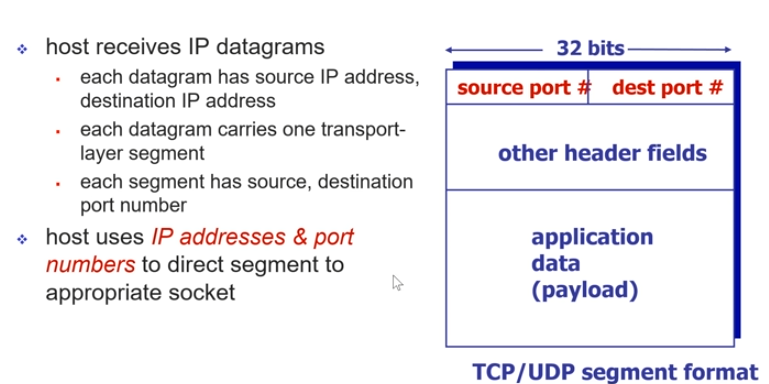 host receives IP datagrams
each datagram has source IP address,
destination IP address
each datagram carries one transport-
layer segment
each segment has source, destination
port number
host uses IP addresses & port
numbers to direct segment to
appropriate socket
32 bits
source port # dest port #
other header fields
application
data
(payload)
TCP/UDP segment format